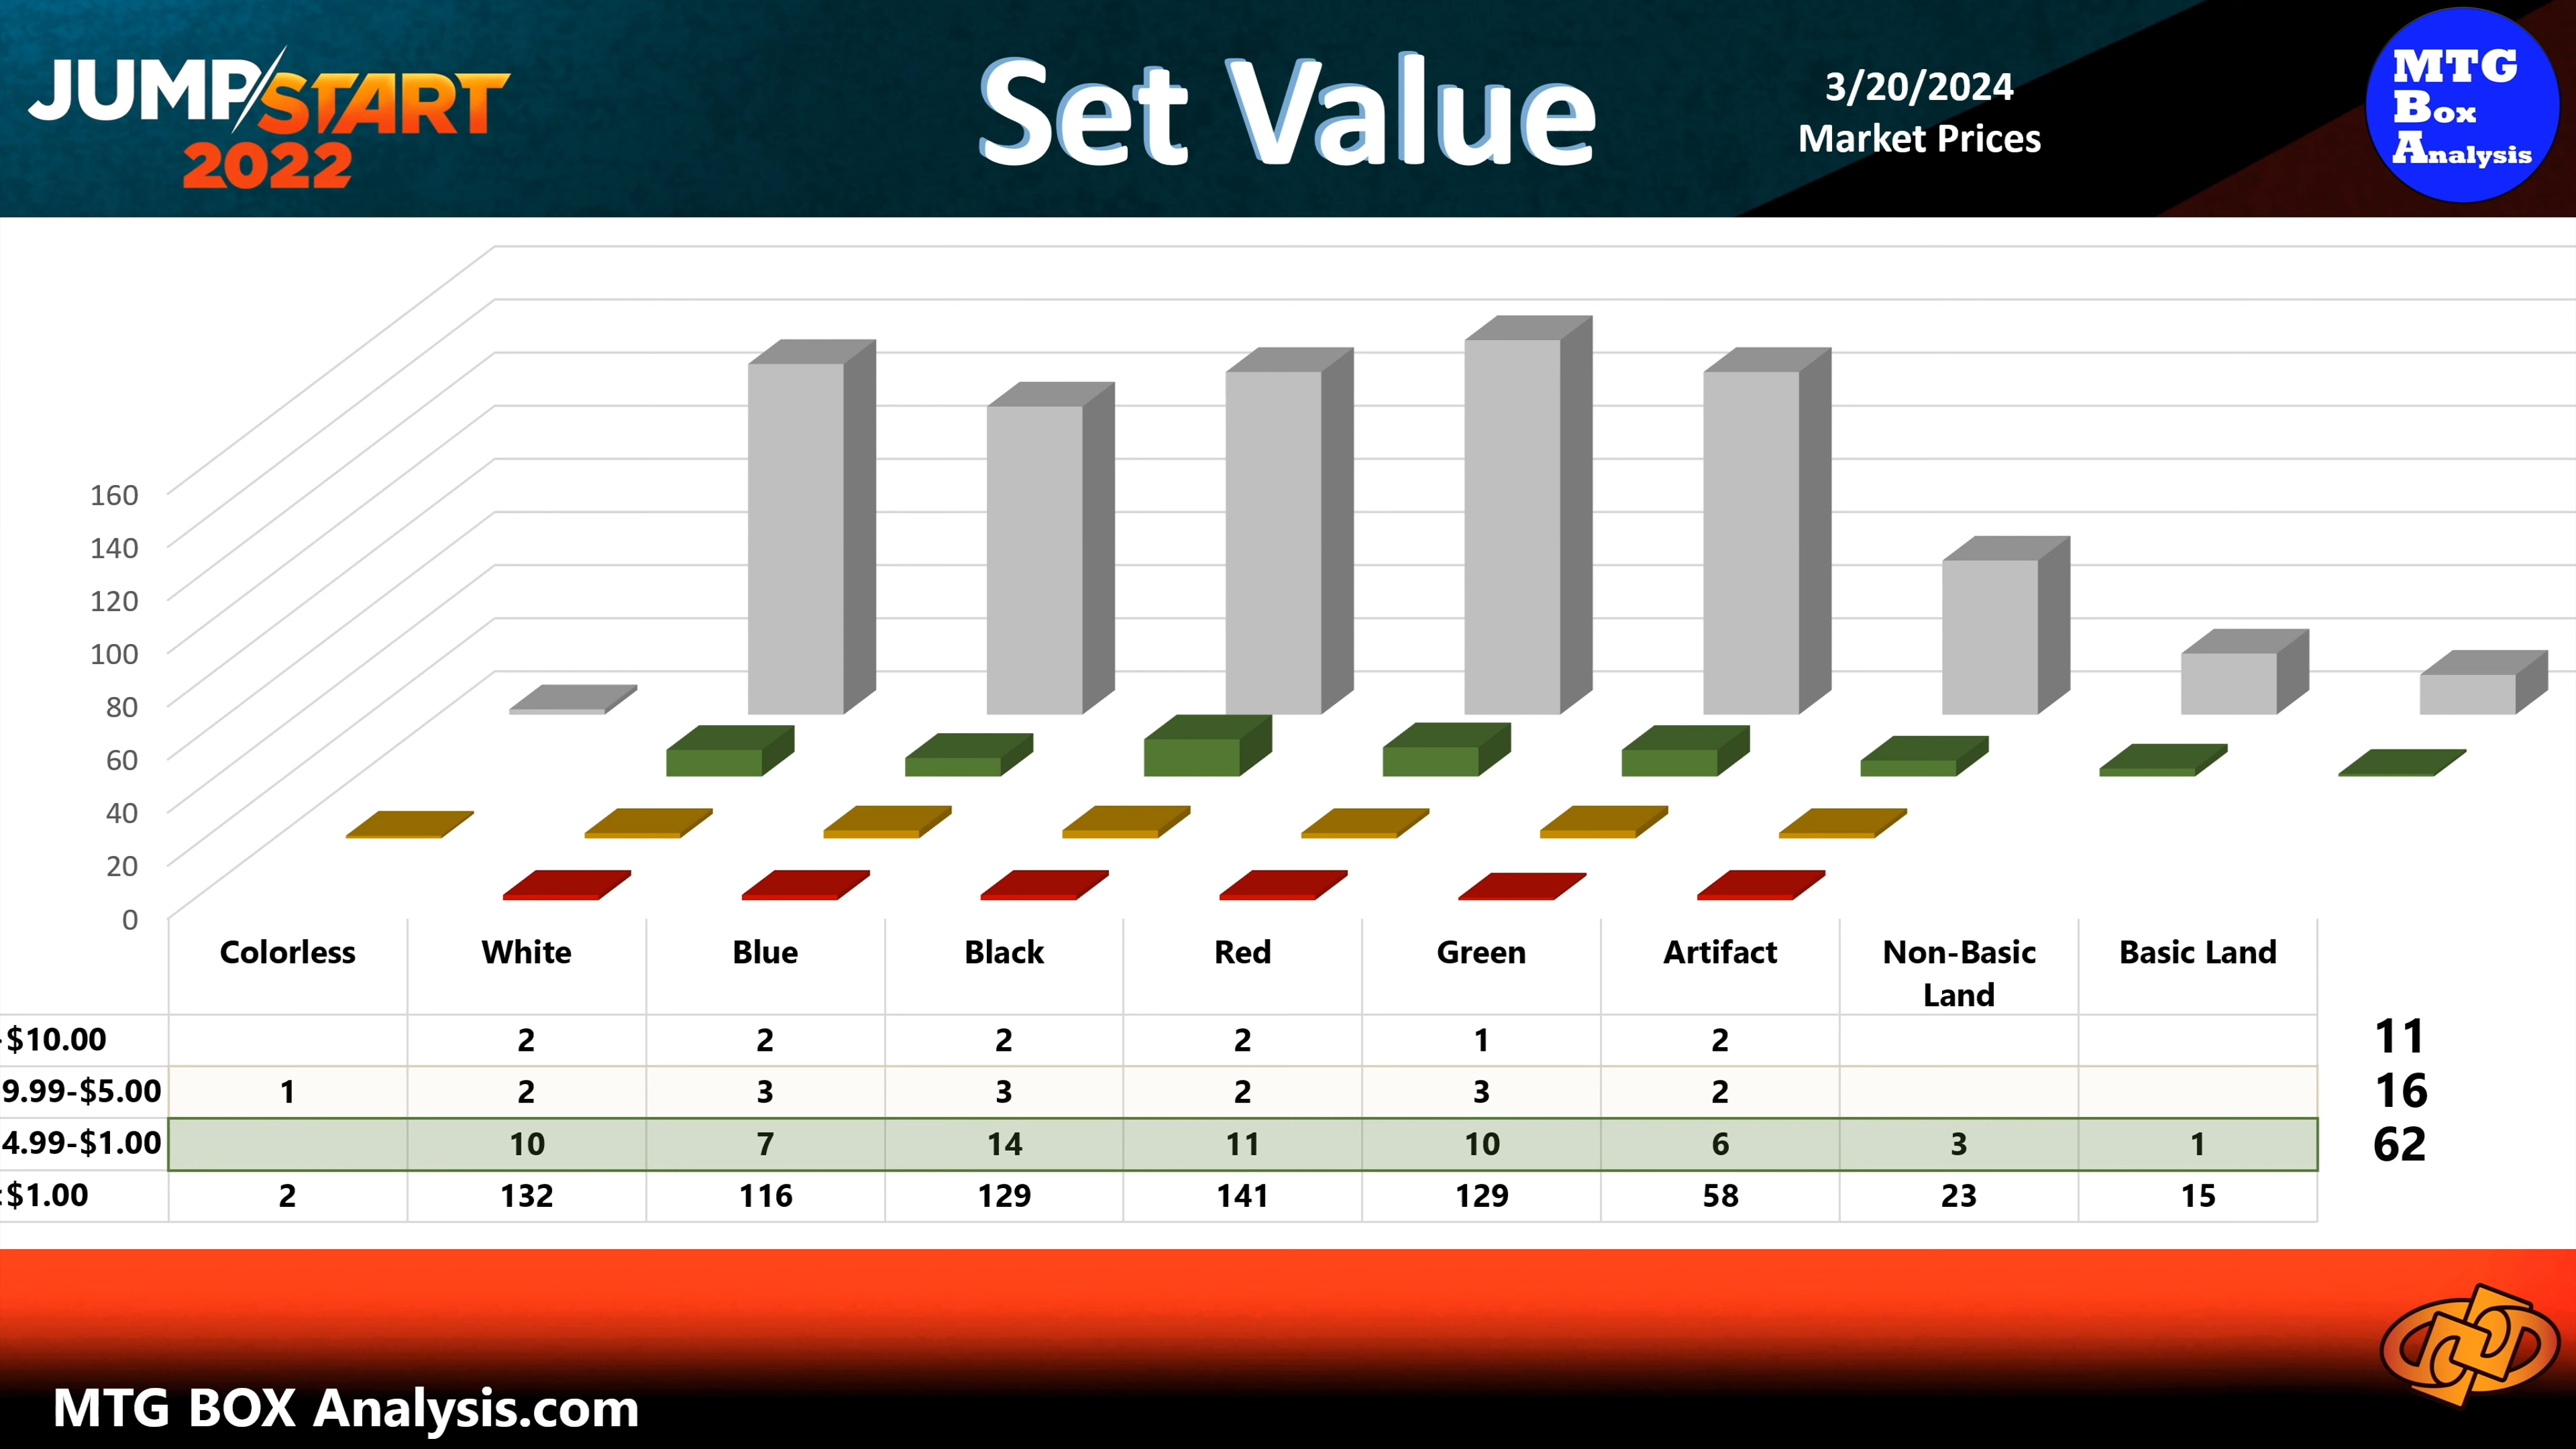 JUMP/START
2022
Set Value
3/20/2024
Market Prices
MTG
Box
Analysis
160
140
120
100
80
60
40
20
0
Colorless White Blue Black Red Green Artifact Non-Basic Land Basic Land
$10.00 2 2 2 2 1 2 11
9.99-$5.00 1 2 3 3 2 3 2 16
4.99-$1.00 10 7 14 11 10 6 3 1 62
$1.00 2 132 116 129 141 129 58 23 15
MTG BOX Analysis.com